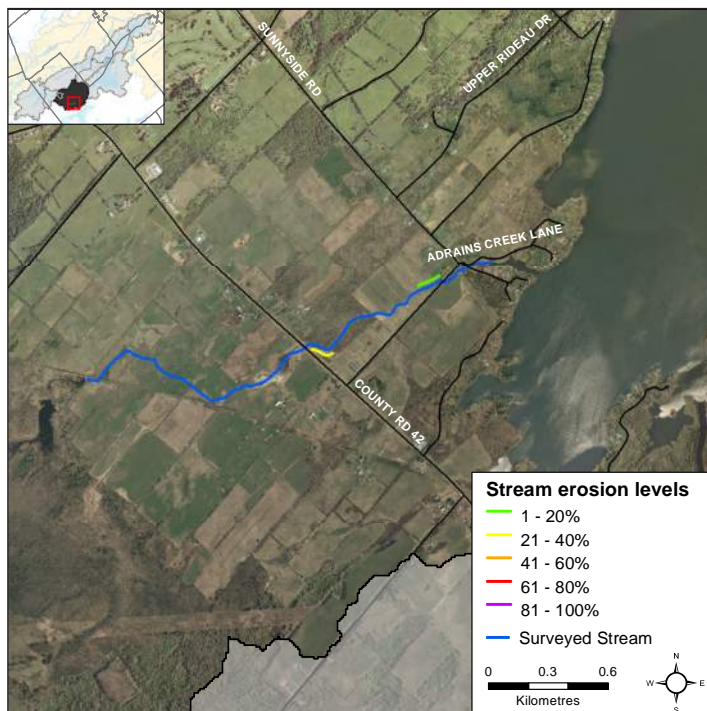 SUNNYSIDE RD
UPPER RIDEAU DR
ADRAINS CREEK LANE
COUNTY RD 42
Stream erosion levels
1 - 20%
21 - 40%
41 - 60%
61 - 80%
81 - 100%
Surveyed Stream
0 0.3 0.6
Kilometres
N
W E
S